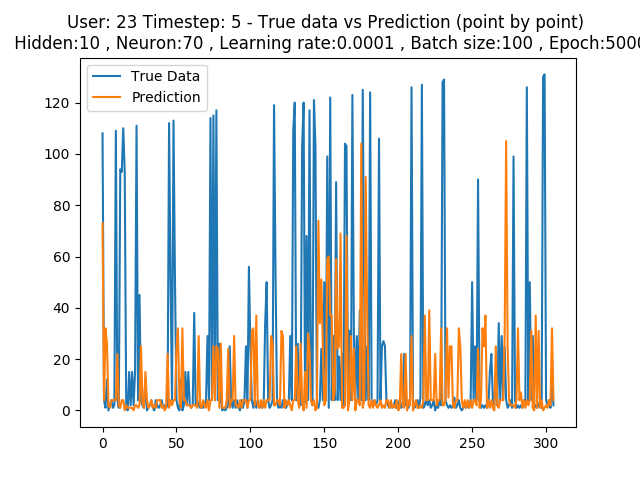 User: 23 Timestep: 5 - True data vs Prediction (point by point)
Hidden:10 , Neuron:70 , Learning rate:0.0001 , Batch size:100 , Epoch:5000
True Data
Prediction
120
100
80
60
40
20
0
0 50 100 150 200 250 300